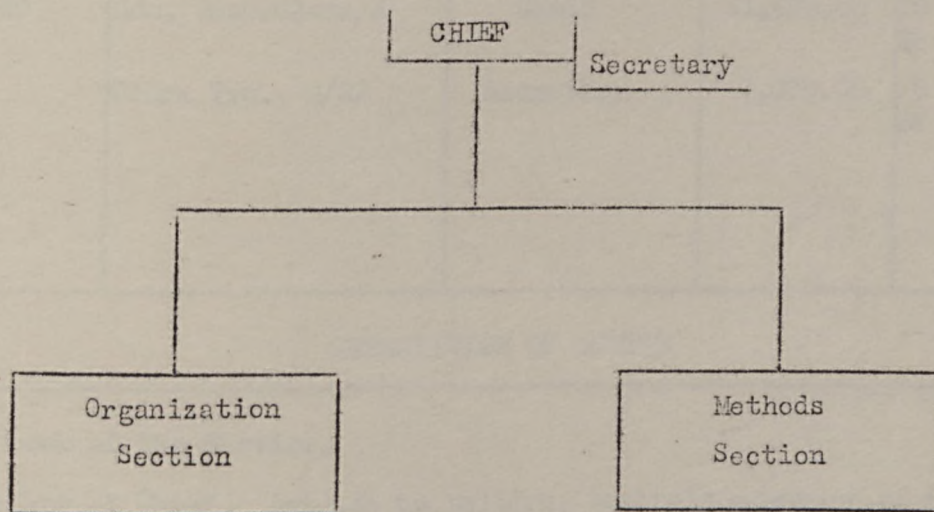 CHIEF
Secretary
Organization
Section
Methods
Section